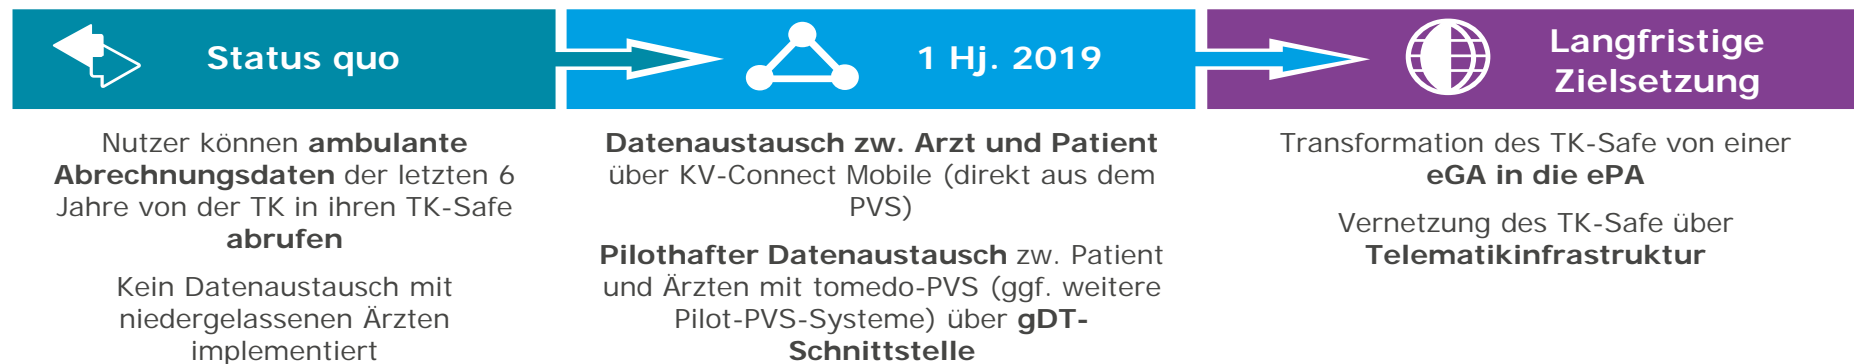 Status quo
Nutzer können ambulante
Abrechnungsdaten der letzten 6
Jahre von der TK in ihren TK-Safe
abrufen
Kein Datenaustausch mit
niedergelassenen Ärzten
implementiert
1 Hj. 2019
Datenaustausch zw. Arzt und Patient
über KV-Connect Mobile (direkt aus dem
PVS)
Pilothafter Datenaustausch zw. Patient
und Ärzten mit tomedo-PVS (ggf. weitere
Pilot-PVS-Systeme) über gDT-
Schnittstelle
Langfristige
Zielsetzung
Transformation des TK-Safe von einer
eGA in die ePA
Vernetzung des TK-Safe über
Telematikinfrastruktur